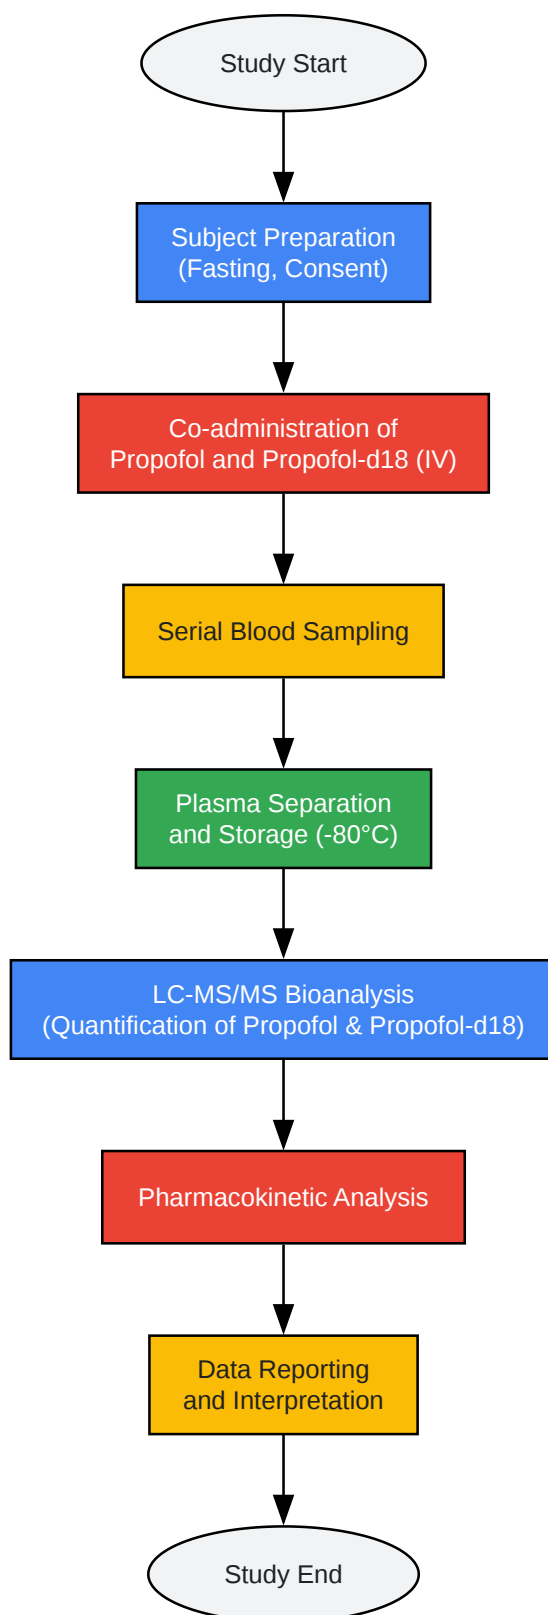 Study Start
Subject Preparation
(Fasting, Consent)
Co-administration of
Propofol and Propofol-d18 (IV)
Serial Blood Sampling
Plasma Separation
and Storage (-80°C)
LC-MS/MS Bioanalysis
(Quantification of Propofol & Propofol-d18)
Pharmacokinetic Analysis
Data Reporting
and Interpretation
Study End